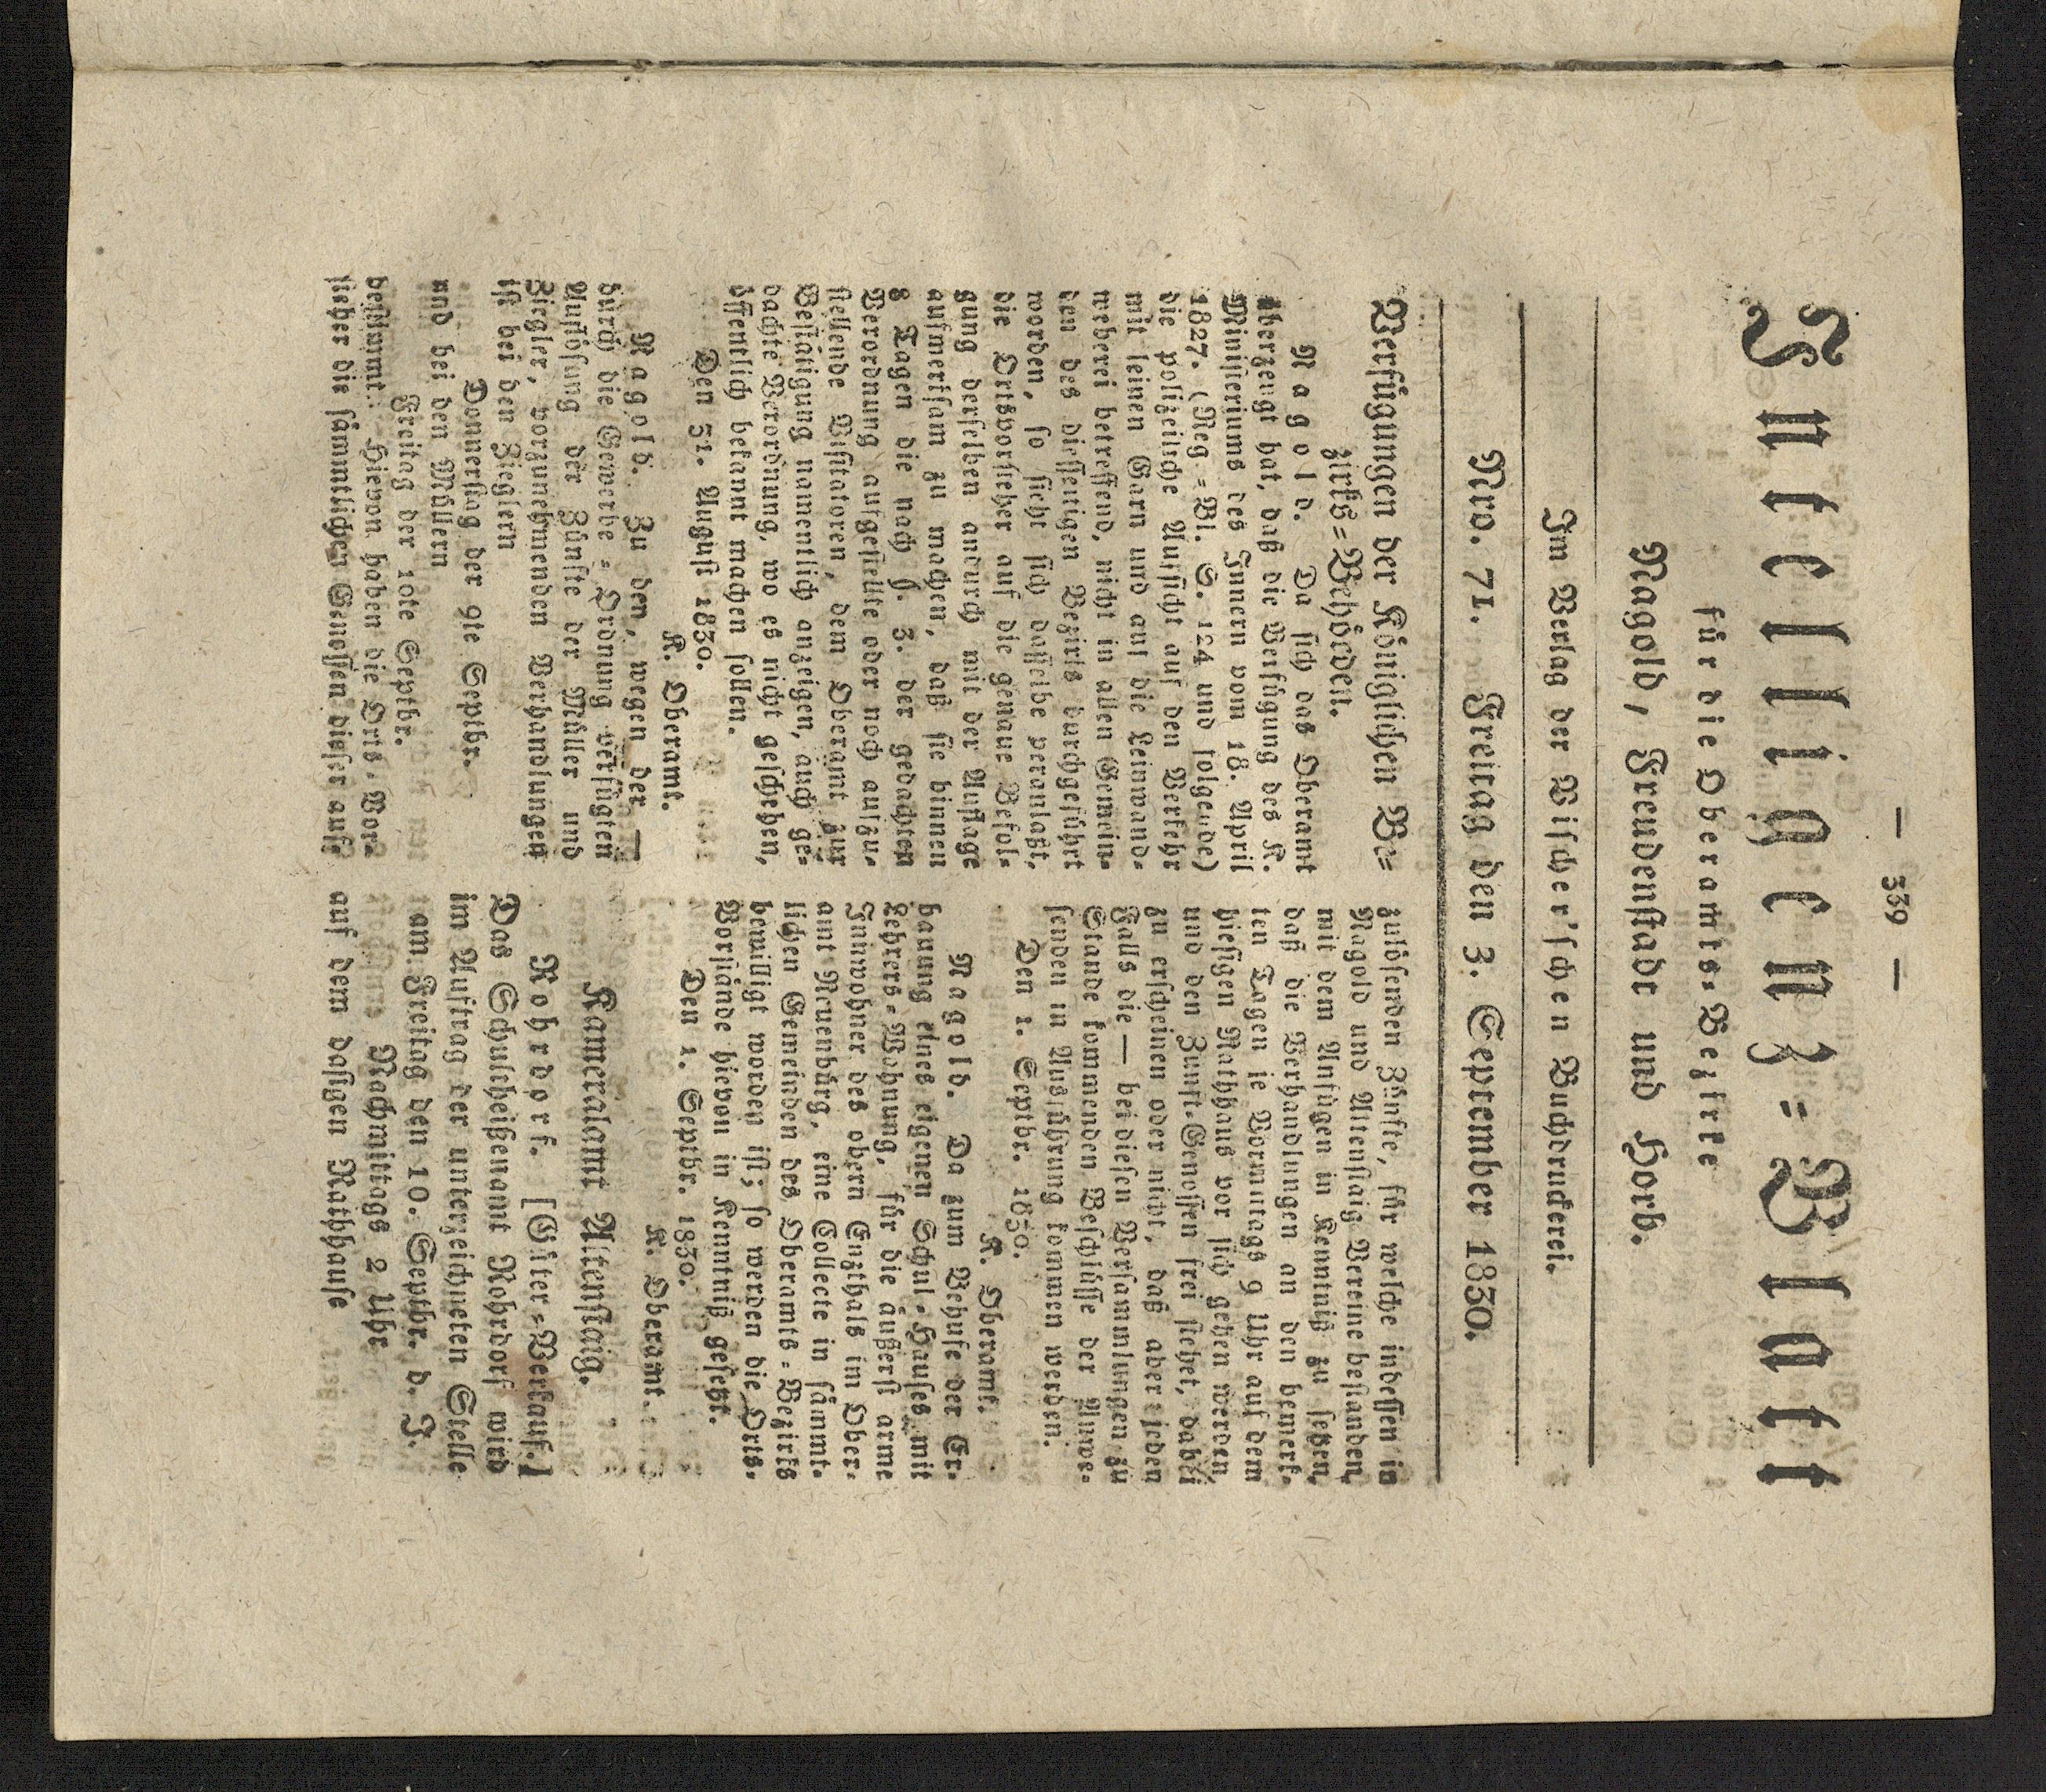 — 339 —
Intelligenz-Blatt
für die Oberamts-Bezirke
Nagold, Freudenstadt und Horb.
Im Verlag der Vischer'schen Buchdruckerei.
Nro. 71. Freitag den 3. September 1830.
Verfügungen der Königlichen Be-
zirks-Behörden.
Nagold. Da sich das Oberamt
überzeugt hat, daß die Verfügung des K.
Ministeriums des Innern vom 18. April
1827. (Reg.-Bl. S. 124 und folgende)
die polizeiliche Aufsicht auf den Verkehr
mit leinen Garn und auf die Leinwand-
weberei betreffend, nicht in allen Gemein-
den des diesseitigen Bezirks durchgeführt
worden, so sieht sich dasselbe veranlaßt,
die Ortsvorsteher auf die genaue Befol-
gung derselben andurch mit der Auflage
aufmerksam zu machen, daß sie binnen
8 Tagen die nach §. 3. der gedachten
Verordnung aufgestellte oder noch aufzu-
stellende Visitatoren, dem Oberamt zur
Bestätigung namentlich anzeigen, auch ge-
dachte Verordnung, wo es nicht geschehen,
öffentlich bekannt machen sollen.
Den 31. August 1830.
K. Oberamt.
Nagold. Zu den, wegen der
durch die Gewerbe-Ordnung verfügten
Auflösung der Zünfte der Müller und
Ziegler, vorzunehmenden Verhandlungen
ist bei den Zieglern
Donnerstag der 9te Septbr.
und bei den Müllern
Freitag der 10te Septbr.
bestimmt. Hievon haben die Orts-Vor-
steher die sämmtlichen Genossen dieser auf-
zulösenden Zünfte, für welche indessen in
Nagold und Altenstaig Vereine bestanden,
mit dem Anfügen in Kenntniß zu setzen,
daß die Verhandlungen an den bemerk-
ten Tagen je Vormittags 9 Uhr auf dem
hiesigen Rathhaus vor sich gehen werden,
und den Zunft-Genossen frei stehet, dabei
zu erscheinen oder nicht, daß aber jeden
Falls die — bei diesen Versammlungen zu
Stande kommenden Beschlüsse der Anwe-
senden in Ausführung kommen werden.
Den 1. Septbr. 1830.
K. Oberamt.
Nagold. Da zum Behufe der Er-
bauung eines eigenen Schul-Hauses mit
Lehrers-Wohnung, für die äußerst arme
Innwohner des obern Enzthals im Ober-
amt Neuenbürg, eine Collecte in sämmt-
lichen Gemeinden des Oberamts-Bezirks
bewilligt worden ist; so werden die Orts-
Vorstände hievon in Kenntniß gesetzt.
Den 1. Septbr. 1830.
K. Oberamt.
Kameralamt Altenstaig.
Rohrdorf. [Güter-Verkauf.]
Das Schultheißenamt Rohrdorf wird
im Auftrag der unterzeichneten Stelle
am Freitag den 10. Septbr. d. J.
Nachmittags 2 Uhr
auf dem dasigen Rathhause